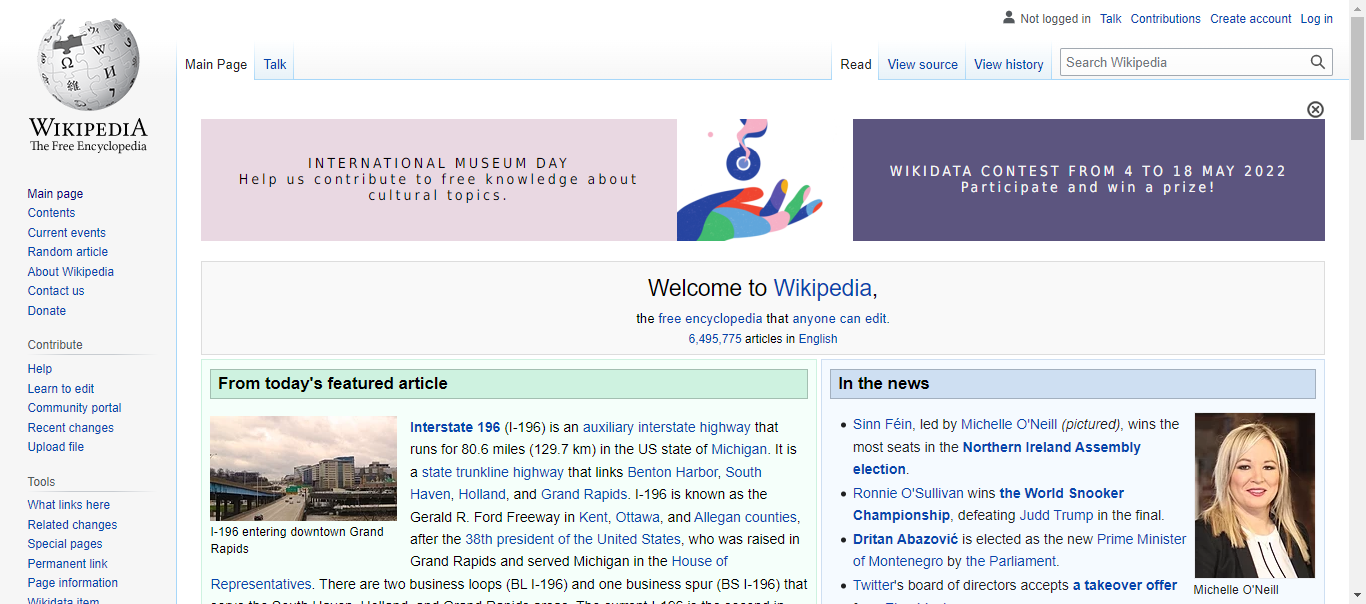 Not logged in Talk Contributions Create account Log in
Main Page Talk Read View source View history Search Wikipedia
WIKIPEDIA
The Free Encyclopedia
Main page
Contents
Current events
Random article
About Wikipedia
Contact us
Donate
Contribute
Help
Learn to edit
Community portal
Recent changes
Upload file
Tools
What links here
Related changes
Special pages
Permanent link
Page information
Wikidata item
INTERNATIONAL MUSEUM DAY
Help us contribute to free knowledge about
cultural topics.
WIKIDATA CONTEST FROM 4 TO 18 MAY 2022
Participate and win a prize!
Welcome to Wikipedia,
the free encyclopedia that anyone can edit.
6,495,775 articles in English
From today's featured article
I-196 entering downtown Grand
Rapids
Interstate 196 (I-196) is an auxiliary interstate highway that
runs for 80.6 miles (129.7 km) in the US state of Michigan. It is
a state trunkline highway that links Benton Harbor, South
Haven, Holland, and Grand Rapids. I-196 is known as the
Gerald R. Ford Freeway in Kent, Ottawa, and Allegan counties,
after the 38th president of the United States, who was raised in
Grand Rapids and served Michigan in the House of
Representatives. There are two business loops (BL I-196) and one business spur (BS I-196) that
In the news
• Sinn Féin, led by Michelle O'Neill (pictured), wins the
most seats in the Northern Ireland Assembly
election.
• Ronnie O'Sullivan wins the World Snooker
Championship, defeating Judd Trump in the final.
• Dritan Abazović is elected as the new Prime Minister
of Montenegro by the Parliament.
• Twitter's board of directors accepts a takeover offer
Michelle O'Neill